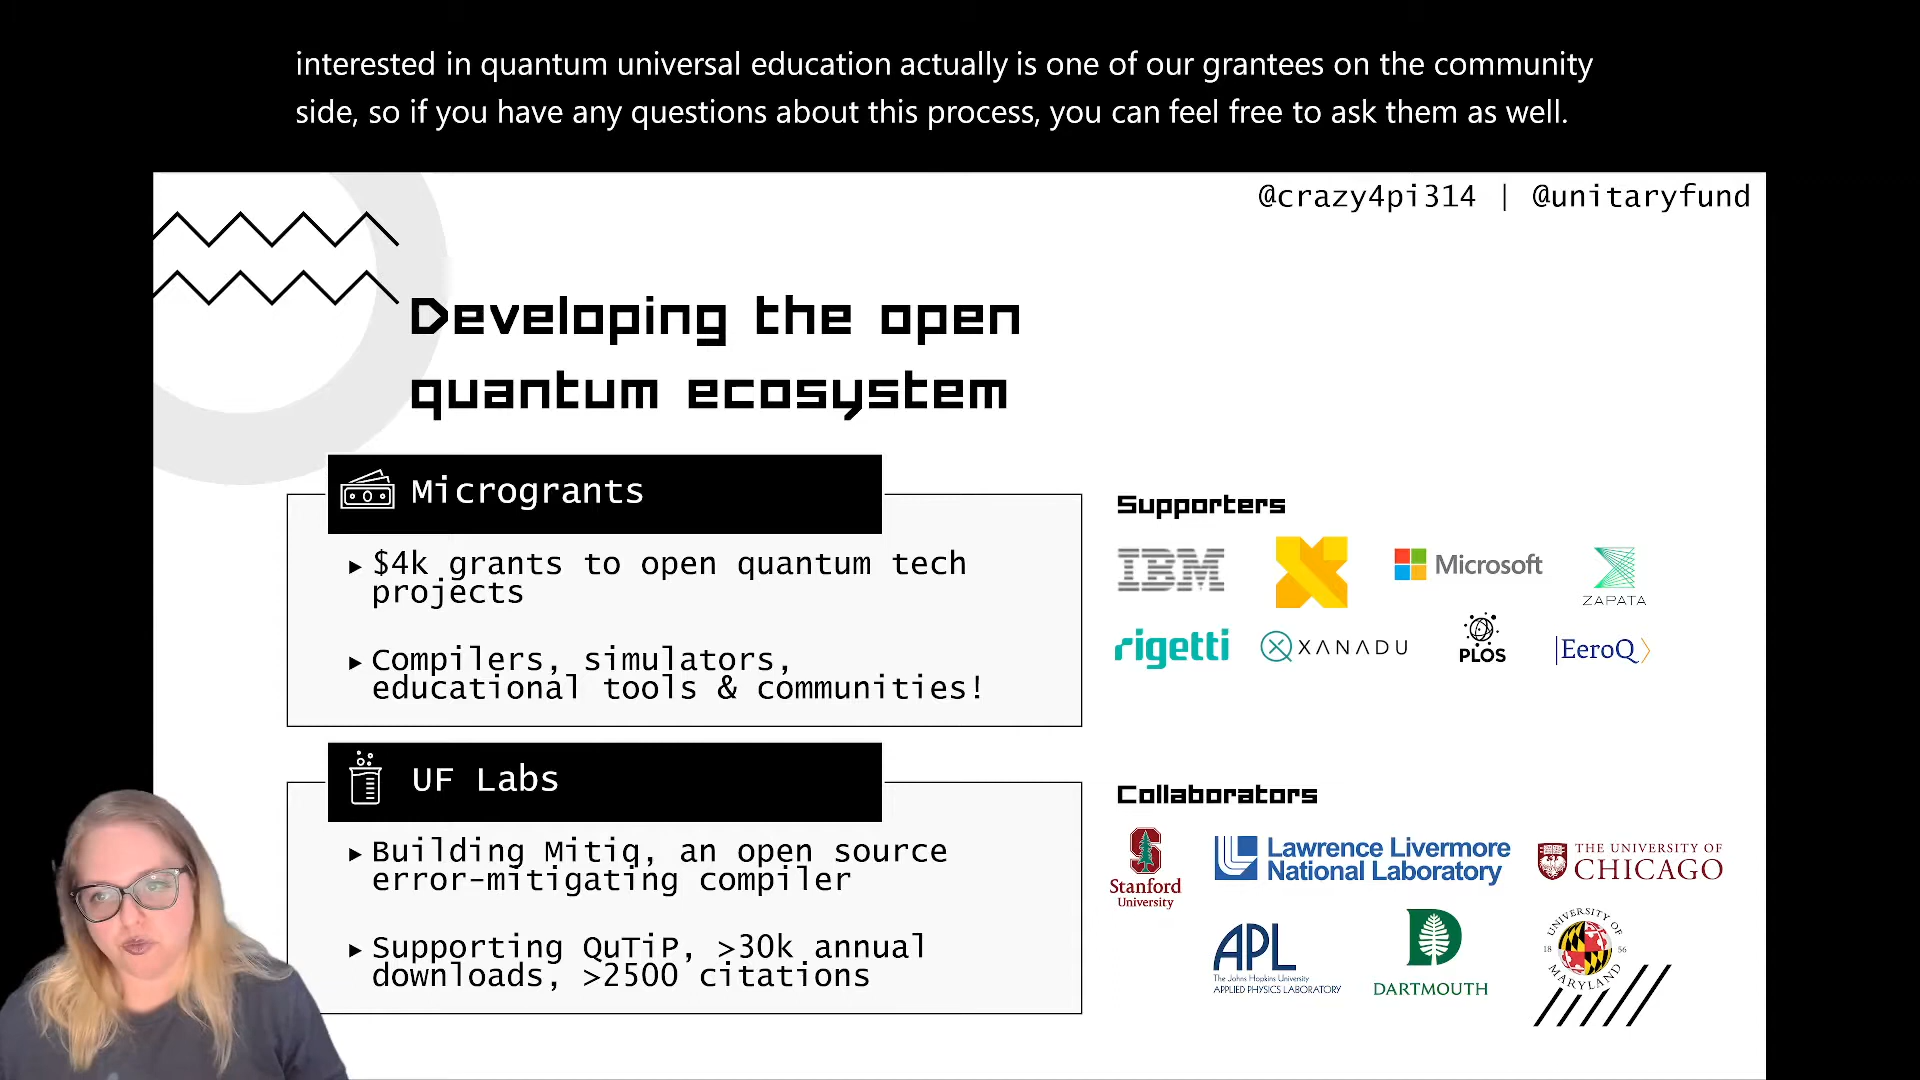 interested in quantum universal education actually is one of our grantees on the community
side, so if you have any questions about this process, you can feel free to ask them as well.
@crazy4pi314 | @unitaryfund
Developing the open
quantum ecosystem
Microgrants
▸ $4k grants to open quantum tech
projects
▸ Compilers, simulators,
educational tools & communities!
UF Labs
▸ Building Mitiq, an open source
error-mitigating compiler
▸ Supporting QuTiP, >30k annual
downloads, >2500 citations
Supporters
IBM
Microsoft
ZAPATA
rigetti
XANADU
PLOS
|EeroQ⟩
Collaborators
S
Stanford
University
Lawrence Livermore
National Laboratory
THE UNIVERSITY OF
CHICAGO
APL
The Johns Hopkins University
APPLIED PHYSICS LABORATORY
D
DARTMOUTH
UNIVERSITY OF
18 56
MARYLAND